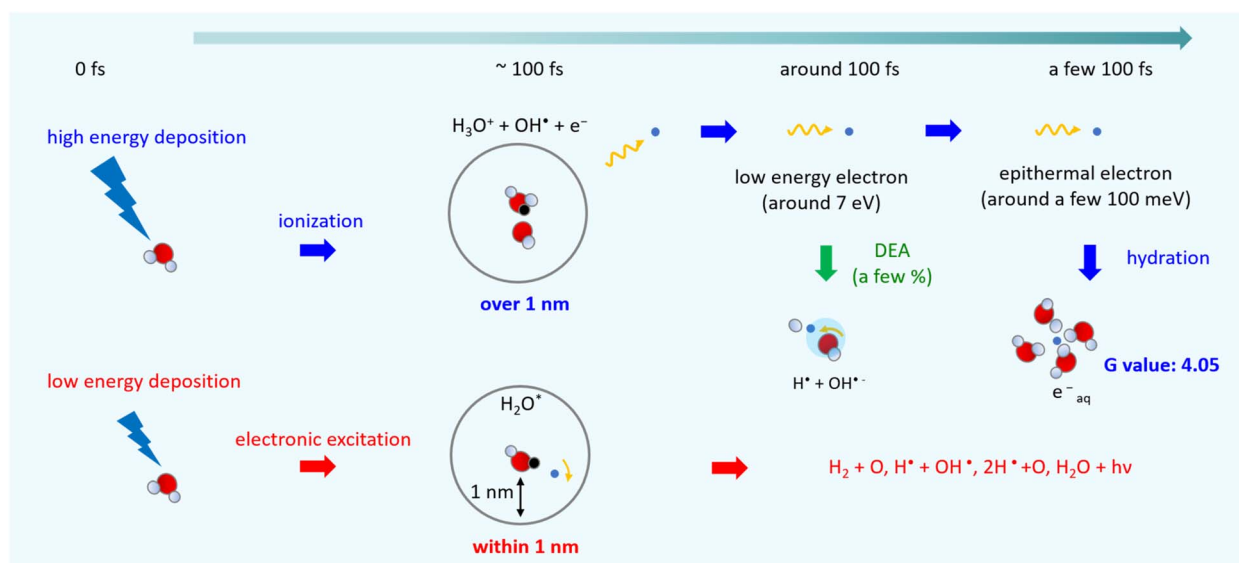 0 fs
~ 100 fs
around 100 fs
a few 100 fs
high energy deposition
ionization
H₃O⁺ + OH• + e⁻
over 1 nm
low energy electron
(around 7 eV)
DEA
(a few %)
H• + OH•⁻
epithermal electron
(around a few 100 meV)
hydration
G value: 4.05
e⁻ aq
low energy deposition
electronic excitation
H₂O*
1 nm
within 1 nm
H₂ + O, H• + OH •, 2H •+O, H₂O + hν